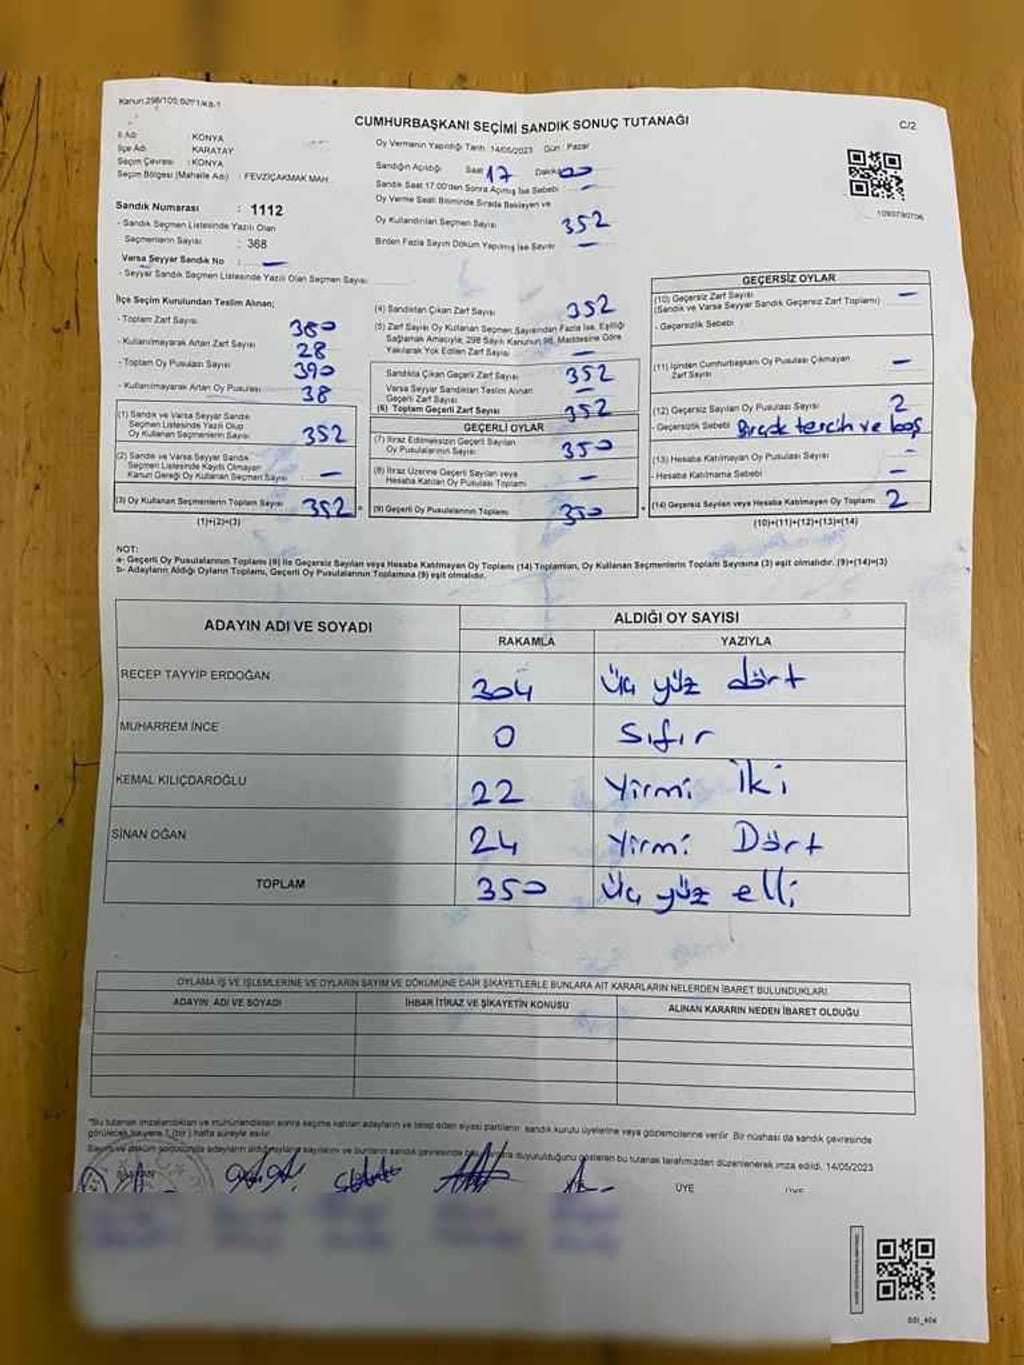 Kanun:298/105;6271/K8-1
CUMHURBAŞKANI SEÇİMİ SANDIK SONUÇ TUTANAĞI
C/2
İl Adı : KONYA
İlçe Adı : KARATAY
Seçim Çevresi : KONYA
Seçim Bölgesi (Mahalle Adı) : FEVZİÇAKMAK MAH
Oy Vermenin Yapıldığı Tarih 14/05/2023 Gün : Pazar
Sandığın Açıldığı Saat 17 Dakika 00
Sandık Saat 17.00'den Sonra Açılmış İse Sebebi —
Oy Verme Saati Bitiminde Sırada Bekleyen ve
Oy Kullandırılan Seçmen Sayısı 352
Birden Fazla Sayım Döküm Yapılmış İse Sayısı —
Sandık Numarası : 1112
- Sandık Seçmen Listesinde Yazılı Olan
Seçmenlerin Sayısı : 368
Varsa Seyyar Sandık No : —
- Seyyar Sandık Seçmen Listesinde Yazılı Olan Seçmen Sayısı
İlçe Seçim Kurulundan Teslim Alınan;
- Toplam Zarf Sayısı 380
- Kullanılmayarak Artan Zarf Sayısı 28
- Toplam Oy Pusulası Sayısı 390
- Kullanılmayarak Artan Oy Pusulası 38
(1) Sandık ve Varsa Seyyar Sandık
Seçmen Listesinde Yazılı Olup
Oy Kullanan Seçmenlerin Sayısı 352
(2) Sandık ve Varsa Seyyar Sandık
Seçmen Listesinde Kayıtlı Olmayan
Kanun Gereği Oy Kullanan Seçmen Sayısı —
(3) Oy Kullanan Seçmenlerin Toplam Sayısı 352
(1)+(2)=(3)
(4) Sandıktan Çıkan Zarf Sayısı 352
(5) Zarf Sayısı Oy Kullanan Seçmen Sayısından Fazla İse, Eşitliği
Sağlamak Amacıyla, 298 Sayılı Kanunun 98. Maddesine Göre
Yakılarak Yok Edilen Zarf Sayısı —
Sandıkta Çıkan Geçerli Zarf Sayısı 352
Varsa Seyyar Sandıktan Teslim Alınan
Geçerli Zarf Sayısı —
(6) Toplam Geçerli Zarf Sayısı 352
GEÇERLİ OYLAR
(7) İtiraz Edilmeksizin Geçerli Sayılan
Oy Pusulalarının Sayısı 350
(8) İtiraz Üzerine Geçerli Sayılan veya
Hesaba Katılan Oy Pusulası Toplamı —
(9) Geçerli Oy Pusulalarının Toplamı 350
GEÇERSİZ OYLAR
(10) Geçersiz Zarf Sayısı —
(Sandık ve Varsa Seyyar Sandık Geçersiz Zarf Toplamı)
- Geçersizlik Sebebi
(11) İçinden Cumhurbaşkanı Oy Pusulası Çıkmayan —
Zarf Sayısı
(12) Geçersiz Sayılan Oy Pusulası Sayısı 2
- Geçersizlik Sebebi Birçok tercih ve boş
(13) Hesaba Katılmayan Oy Pusulası Sayısı -
- Hesaba Katılmama Sebebi —
(14) Geçersiz Sayılan veya Hesaba Katılmayan Oy Toplamı 2
(10)+(11)+(12)+(13)=(14)
NOT:
a- Geçerli Oy Pusulalarının Toplamı (9) ile Geçersiz Sayılan veya Hesaba Katılmayan Oy Toplamı (14) Toplamları, Oy Kullanan Seçmenlerin Toplam Sayısına (3) eşit olmalıdır. (9)+(14)=(3)
b- Adayların Aldığı Oyların Toplamı, Geçerli Oy Pusulalarının Toplamına (9) eşit olmalıdır.
ADAYIN ADI VE SOYADI
ALDIĞI OY SAYISI
RAKAMLA YAZIYLA
RECEP TAYYİP ERDOĞAN 304 Üç yüz dört
MUHARREM İNCE 0 Sıfır
KEMAL KILIÇDAROĞLU 22 Yirmi İki
SİNAN OĞAN 24 Yirmi Dört
TOPLAM 350 Üç yüz elli
OYLAMA İŞ VE İŞLEMLERİNE VE OYLARIN SAYIM VE DÖKÜMÜNE DAİR ŞİKAYETLERLE BUNLARA AİT KARARLARIN NELERDEN İBARET BULUNDUKLARI
ADAYIN ADI VE SOYADI İHBAR İTİRAZ VE ŞİKAYETİN KONUSU ALINAN KARARIN NEDEN İBARET OLDUĞU
*Bu tutanak imzalandıktan ve mühürlendikten sonra seçime katılan adayların ve talep eden siyasi partilerin sandık kurulu üyelerine veya gözlemcilerine verilir. Bir nüshası da sandık çevresinde
görülecek bir yere 1 (bir) hafta süreyle asılır.
duyurulduğunu gösteren bu tutanak tarafımızdan düzenlenerek imza edildi. 14/05/2023
BAŞKAN
ÜYE
ÜYE